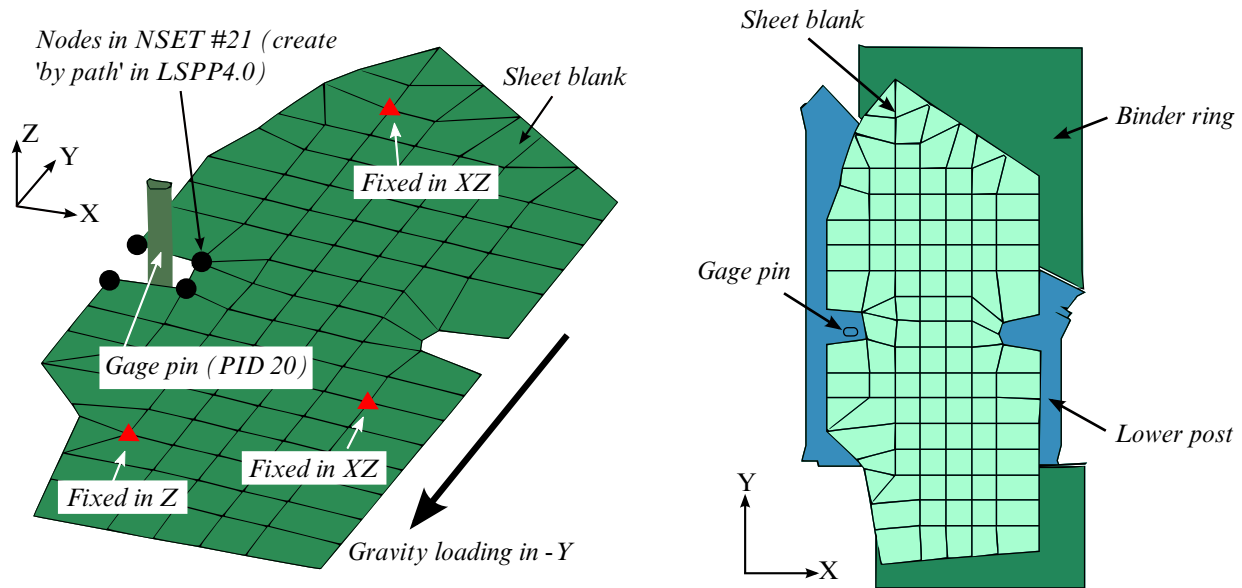 Nodes in NSET #21 (create
'by path' in LSPP4.0)
Sheet blank
Z
Y
X
Fixed in XZ
Gage pin (PID 20)
Fixed in XZ
Fixed in Z
Gravity loading in -Y
Sheet blank
Binder ring
Gage pin
Lower post
Y
X